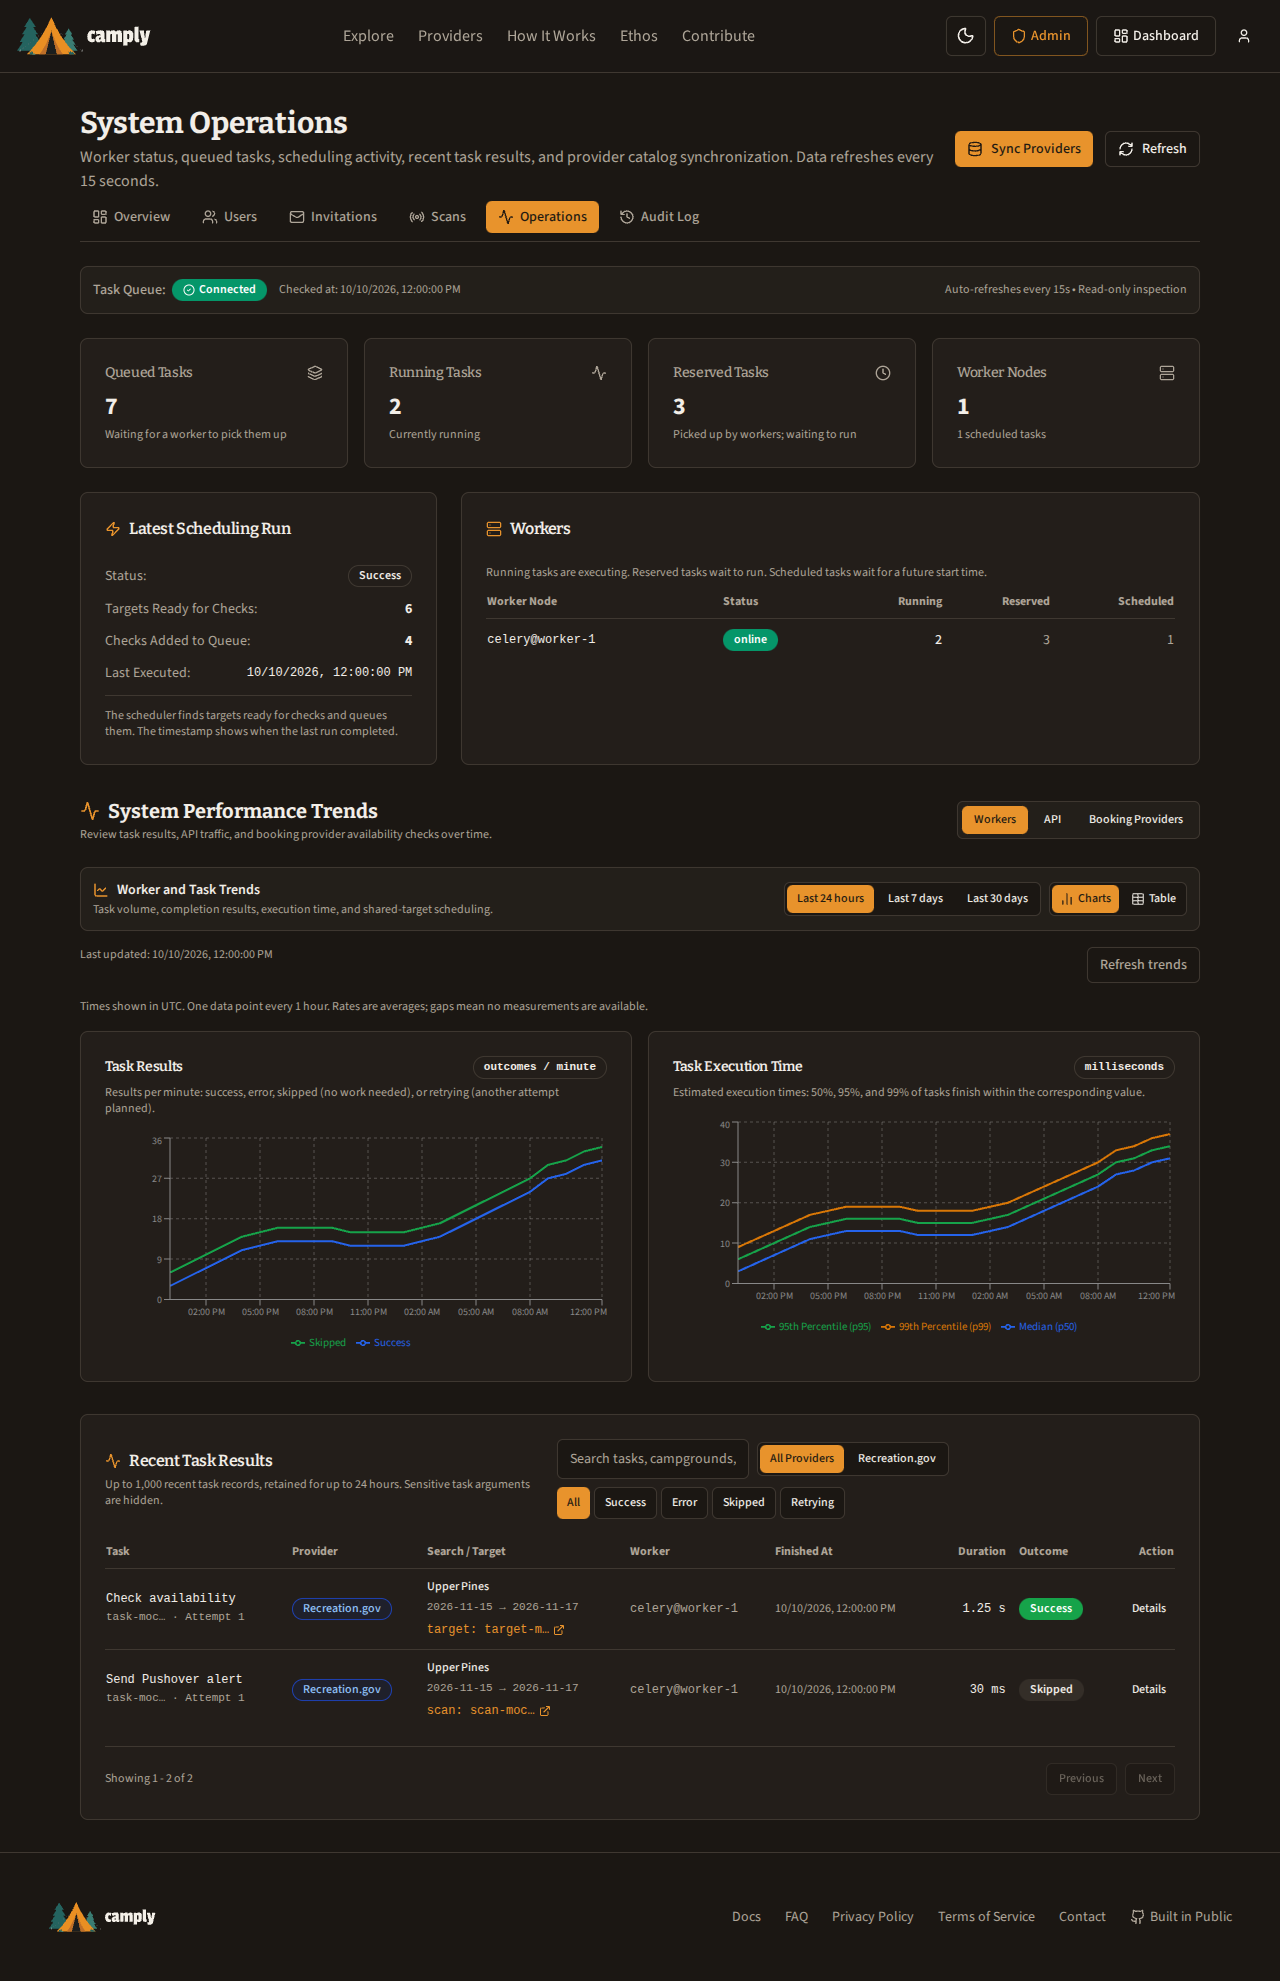 camply
Explore Providers How It Works Ethos Contribute
Admin Dashboard
System Operations
Worker status, queued tasks, scheduling activity, recent task results, and provider catalog synchronization. Data refreshes every
15 seconds.
Sync Providers Refresh
Overview Users Invitations Scans Operations Audit Log
Task Queue: Connected Checked at: 10/10/2026, 12:00:00 PM Auto-refreshes every 15s • Read-only inspection
Queued Tasks
7
Waiting for a worker to pick them up
Running Tasks
2
Currently running
Reserved Tasks
3
Picked up by workers; waiting to run
Worker Nodes
1
1 scheduled tasks
Latest Scheduling Run
Status: Success
Targets Ready for Checks: 6
Checks Added to Queue: 4
Last Executed: 10/10/2026, 12:00:00 PM
The scheduler finds targets ready for checks and queues
them. The timestamp shows when the last run completed.
Workers
Running tasks are executing. Reserved tasks wait to run. Scheduled tasks wait for a future start time.
Worker Node Status Running Reserved Scheduled
celery@worker-1 online 2 3 1
System Performance Trends
Review task results, API traffic, and booking provider availability checks over time.
Workers API Booking Providers
Worker and Task Trends
Task volume, completion results, execution time, and shared-target scheduling.
Last 24 hours Last 7 days Last 30 days Charts Table
Last updated: 10/10/2026, 12:00:00 PM
Refresh trends
Times shown in UTC. One data point every 1 hour. Rates are averages; gaps mean no measurements are available.
Task Results outcomes / minute
Results per minute: success, error, skipped (no work needed), or retrying (another attempt
planned).
36
27
18
9
0
02:00 PM 05:00 PM 08:00 PM 11:00 PM 02:00 AM 05:00 AM 08:00 AM 12:00 PM
Skipped Success
Task Execution Time milliseconds
Estimated execution times: 50%, 95%, and 99% of tasks finish within the corresponding value.
40
30
20
10
0
02:00 PM 05:00 PM 08:00 PM 11:00 PM 02:00 AM 05:00 AM 08:00 AM 12:00 PM
95th Percentile (p95) 99th Percentile (p99) Median (p50)
Recent Task Results
Up to 1,000 recent task records, retained for up to 24 hours. Sensitive task arguments
are hidden.
Search tasks, campgrounds, All Providers Recreation.gov
All Success Error Skipped Retrying
Task Provider Search / Target Worker Finished At Duration Outcome Action
Check availability
task-moc… · Attempt 1
Recreation.gov
Upper Pines
2026-11-15 → 2026-11-17
target: target-m…
celery@worker-1 10/10/2026, 12:00:00 PM 1.25 s Success Details
Send Pushover alert
task-moc… · Attempt 1
Recreation.gov
Upper Pines
2026-11-15 → 2026-11-17
scan: scan-moc…
celery@worker-1 10/10/2026, 12:00:00 PM 30 ms Skipped Details
Showing 1 - 2 of 2
Previous Next
camply
Docs FAQ Privacy Policy Terms of Service Contact Built in Public